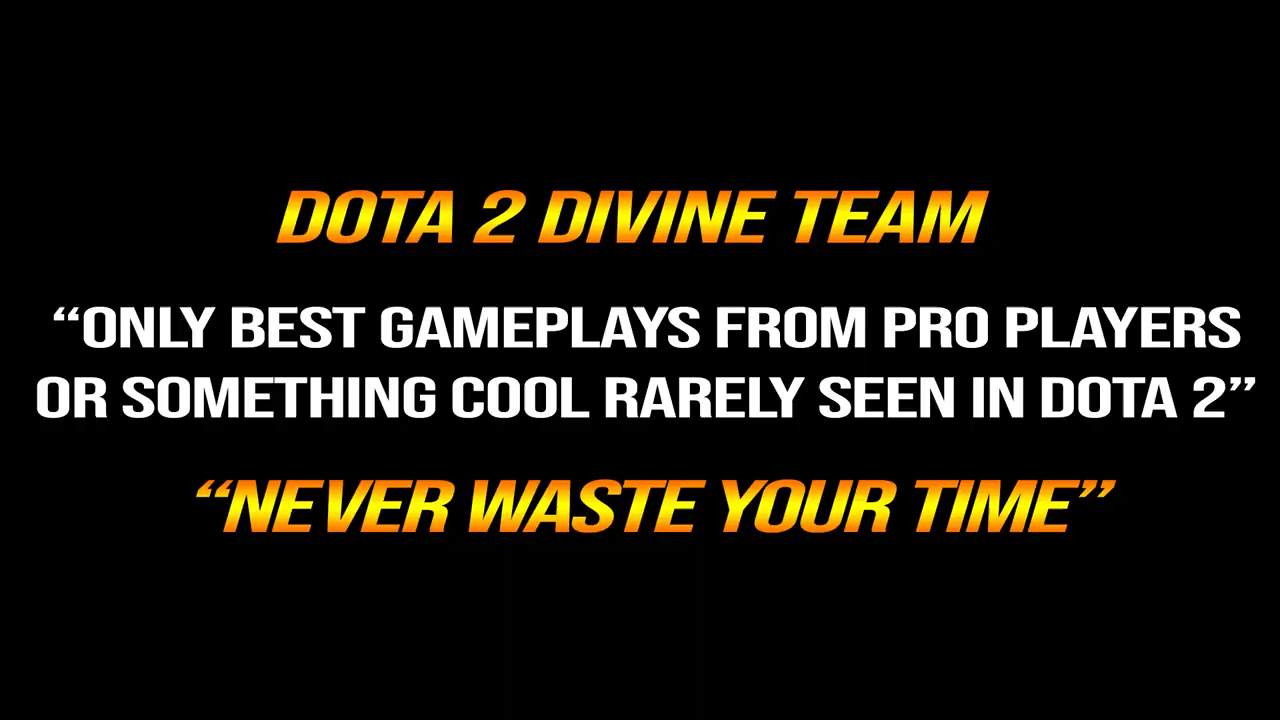 DOTA 2 DIVINE TEAM
“ONLY BEST GAMEPLAYS FROM PRO PLAYERS
OR SOMETHING COOL RARELY SEEN IN DOTA 2”
“NEVER WASTE YOUR TIME”